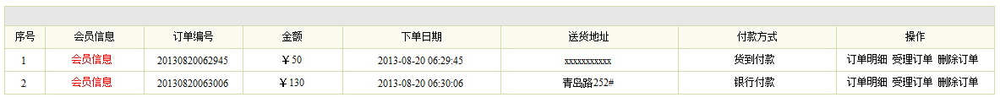 序号 会员信息 订单编号 金额 下单日期 送货地址 付款方式 操作
1 会员信息 20130820062945 ￥50 2013-08-20 06:29:45 xxxxxxxxxxx 货到付款 订单明细 受理订单 删除订单
2 会员信息 20130820063006 ￥130 2013-08-20 06:30:06 青岛路252# 银行付款 订单明细 受理订单 删除订单